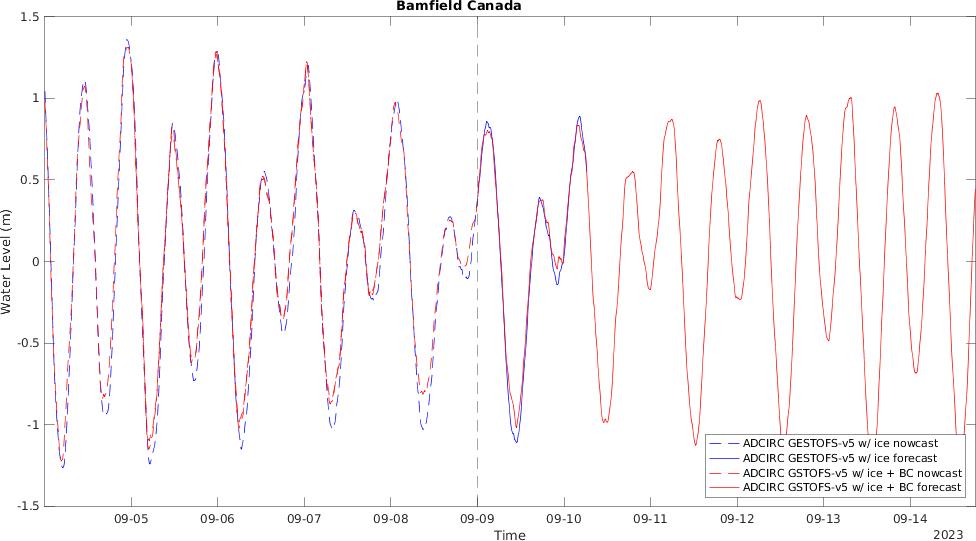 Bamfield Canada
1.5
1
0.5
0
-0.5
-1
-1.5
Water Level (m)
09-05 09-06 09-07 09-08 09-09 09-10 09-11 09-12 09-13 09-14
Time
2023
ADCIRC GESTOFS-v5 w/ ice nowcast
ADCIRC GESTOFS-v5 w/ ice forecast
ADCIRC GSTOFS-v5 w/ ice + BC nowcast
ADCIRC GSTOFS-v5 w/ ice + BC forecast